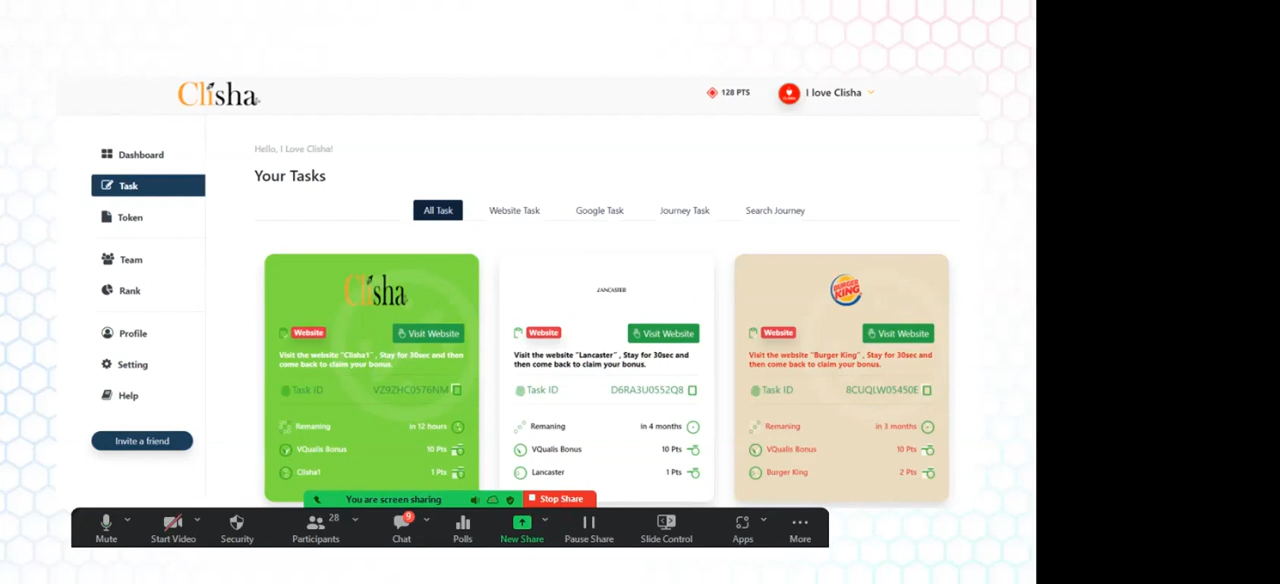 Clisha
128 PTS
I love Clisha
Dashboard
Task
Token
Team
Rank
Profile
Setting
Help
Invite a friend
Hello, I Love Clisha!
Your Tasks
All Task
Website Task
Google Task
Journey Task
Search Journey
Clisha
Website
Visit Website
Visit the website "Clisha1" , Stay for 30sec and then
come back to claim your bonus.
Task ID VZ9ZHC0576NM
Remaning in 12 hours
VQualis Bonus 10 Pts
Clisha1 1 Pts
LANCASTER
Website
Visit Website
Visit the website "Lancaster" , Stay for 30sec and
then come back to claim your bonus.
Task ID D6RA3U0552Q8
Remaning in 4 months
VQualis Bonus 10 Pts
Lancaster 1 Pts
BURGER
KING
Website
Visit Website
Visit the website "Burger King" , Stay for 30sec and
then come back to claim your bonus.
Task ID 8CUQLW05450E
Remaning in 3 months
VQualis Bonus 10 Pts
Burger King 2 Pts
You are screen sharing
Stop Share
Mute
Start Video
Security
Participants
28
Chat
9
Polls
New Share
Pause Share
Slide Control
Apps
More